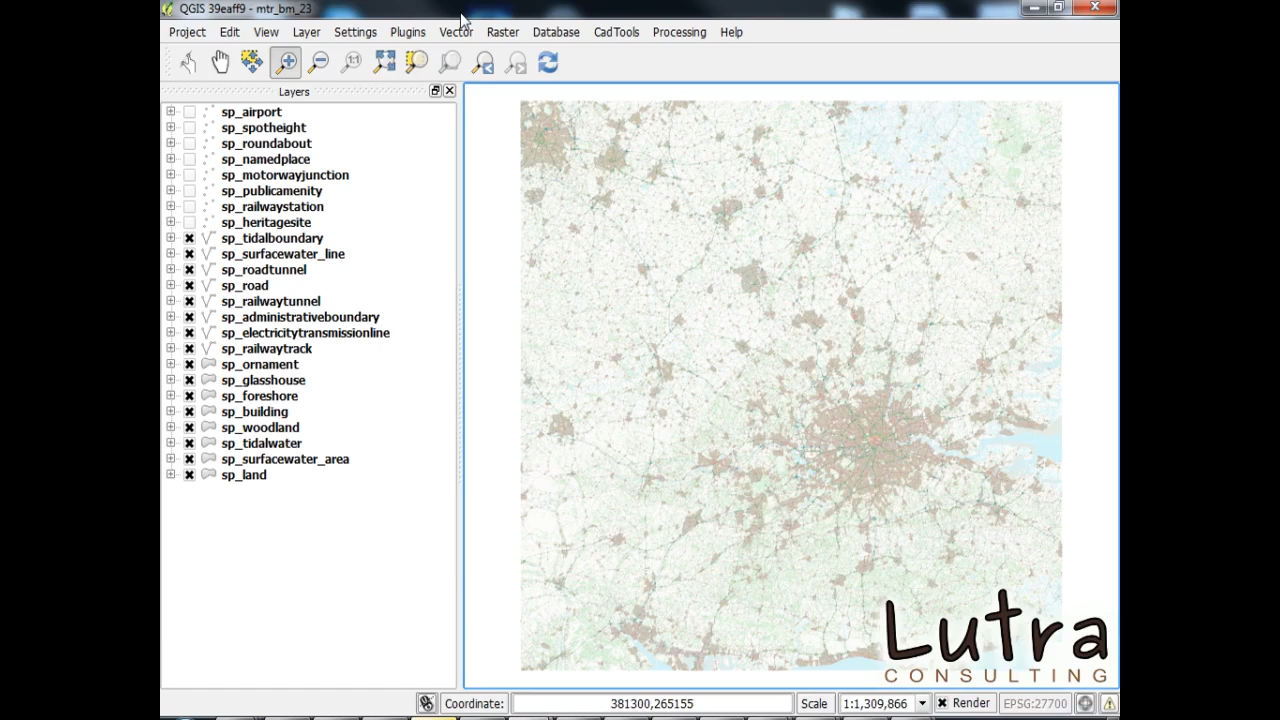 QGIS 39eaff9 - mtr_bm_23
Project Edit View Layer Settings Plugins Vector Raster Database CadTools Processing Help
1:1
Layers
sp_airport
sp_spotheight
sp_roundabout
sp_namedplace
sp_motorwayjunction
sp_publicamenity
sp_railwaystation
sp_heritagesite
sp_tidalboundary
sp_surfacewater_line
sp_roadtunnel
sp_road
sp_railwaytunnel
sp_administrativeboundary
sp_electricitytransmissionline
sp_railwaytrack
sp_ornament
sp_glasshouse
sp_foreshore
sp_building
sp_woodland
sp_tidalwater
sp_surfacewater_area
sp_land
Lutra
CONSULTING
Coordinate: 381300,265155 Scale 1:1,309,866 Render EPSG:27700